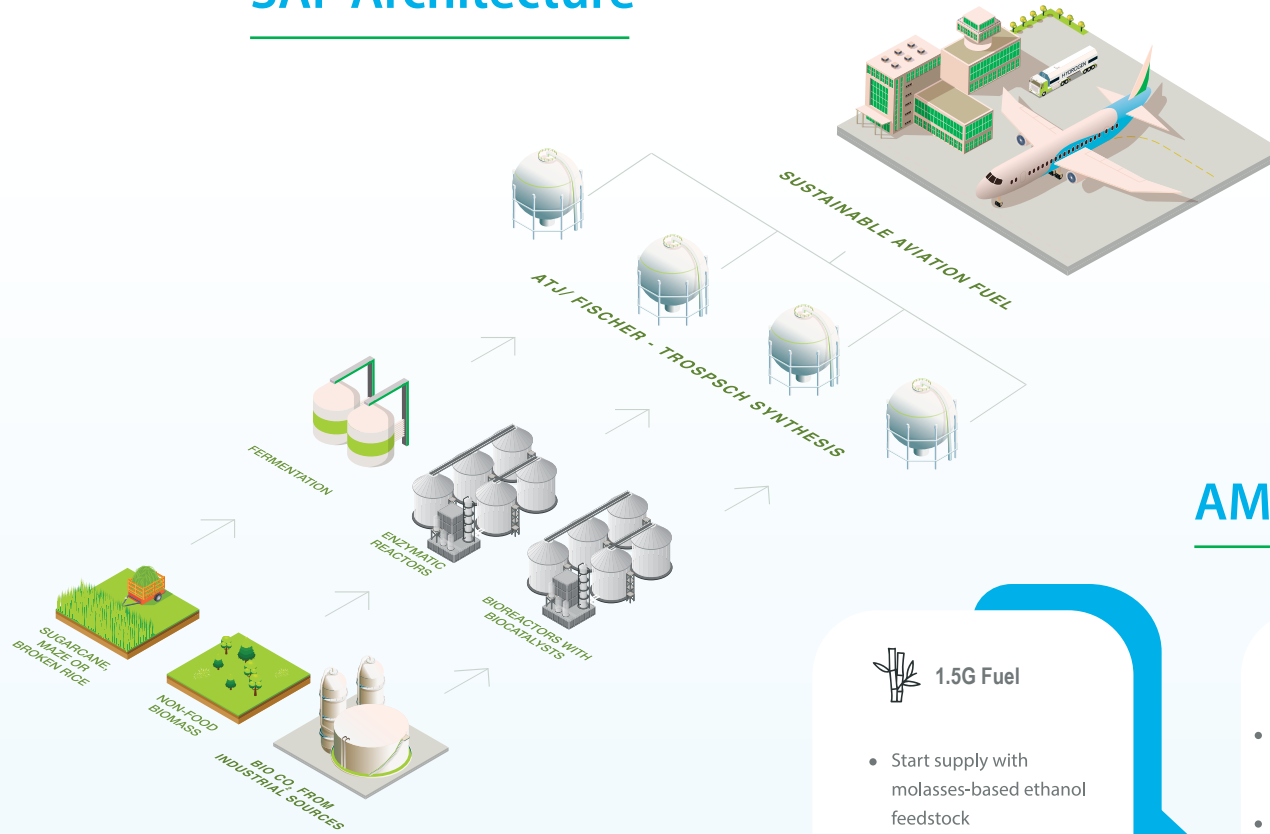 SAF Architecture
HYDROGEN
SUSTAINABLE AVIATION FUEL
ATJ/ FISCHER - TROSPSCH SYNTHESIS
FERMENTATION
ENZYMATIC
REACTORS
BIOREACTORS WITH
BIOCATALYSTS
SUGARCANE,
MAZE OR
BROKEN RICE
NON-FOOD
BIOMASS
BIO CO2 FROM
INDUSTRIAL SOURCES
AM
1.5G Fuel
• Start supply with
molasses-based ethanol
feedstock
•
•